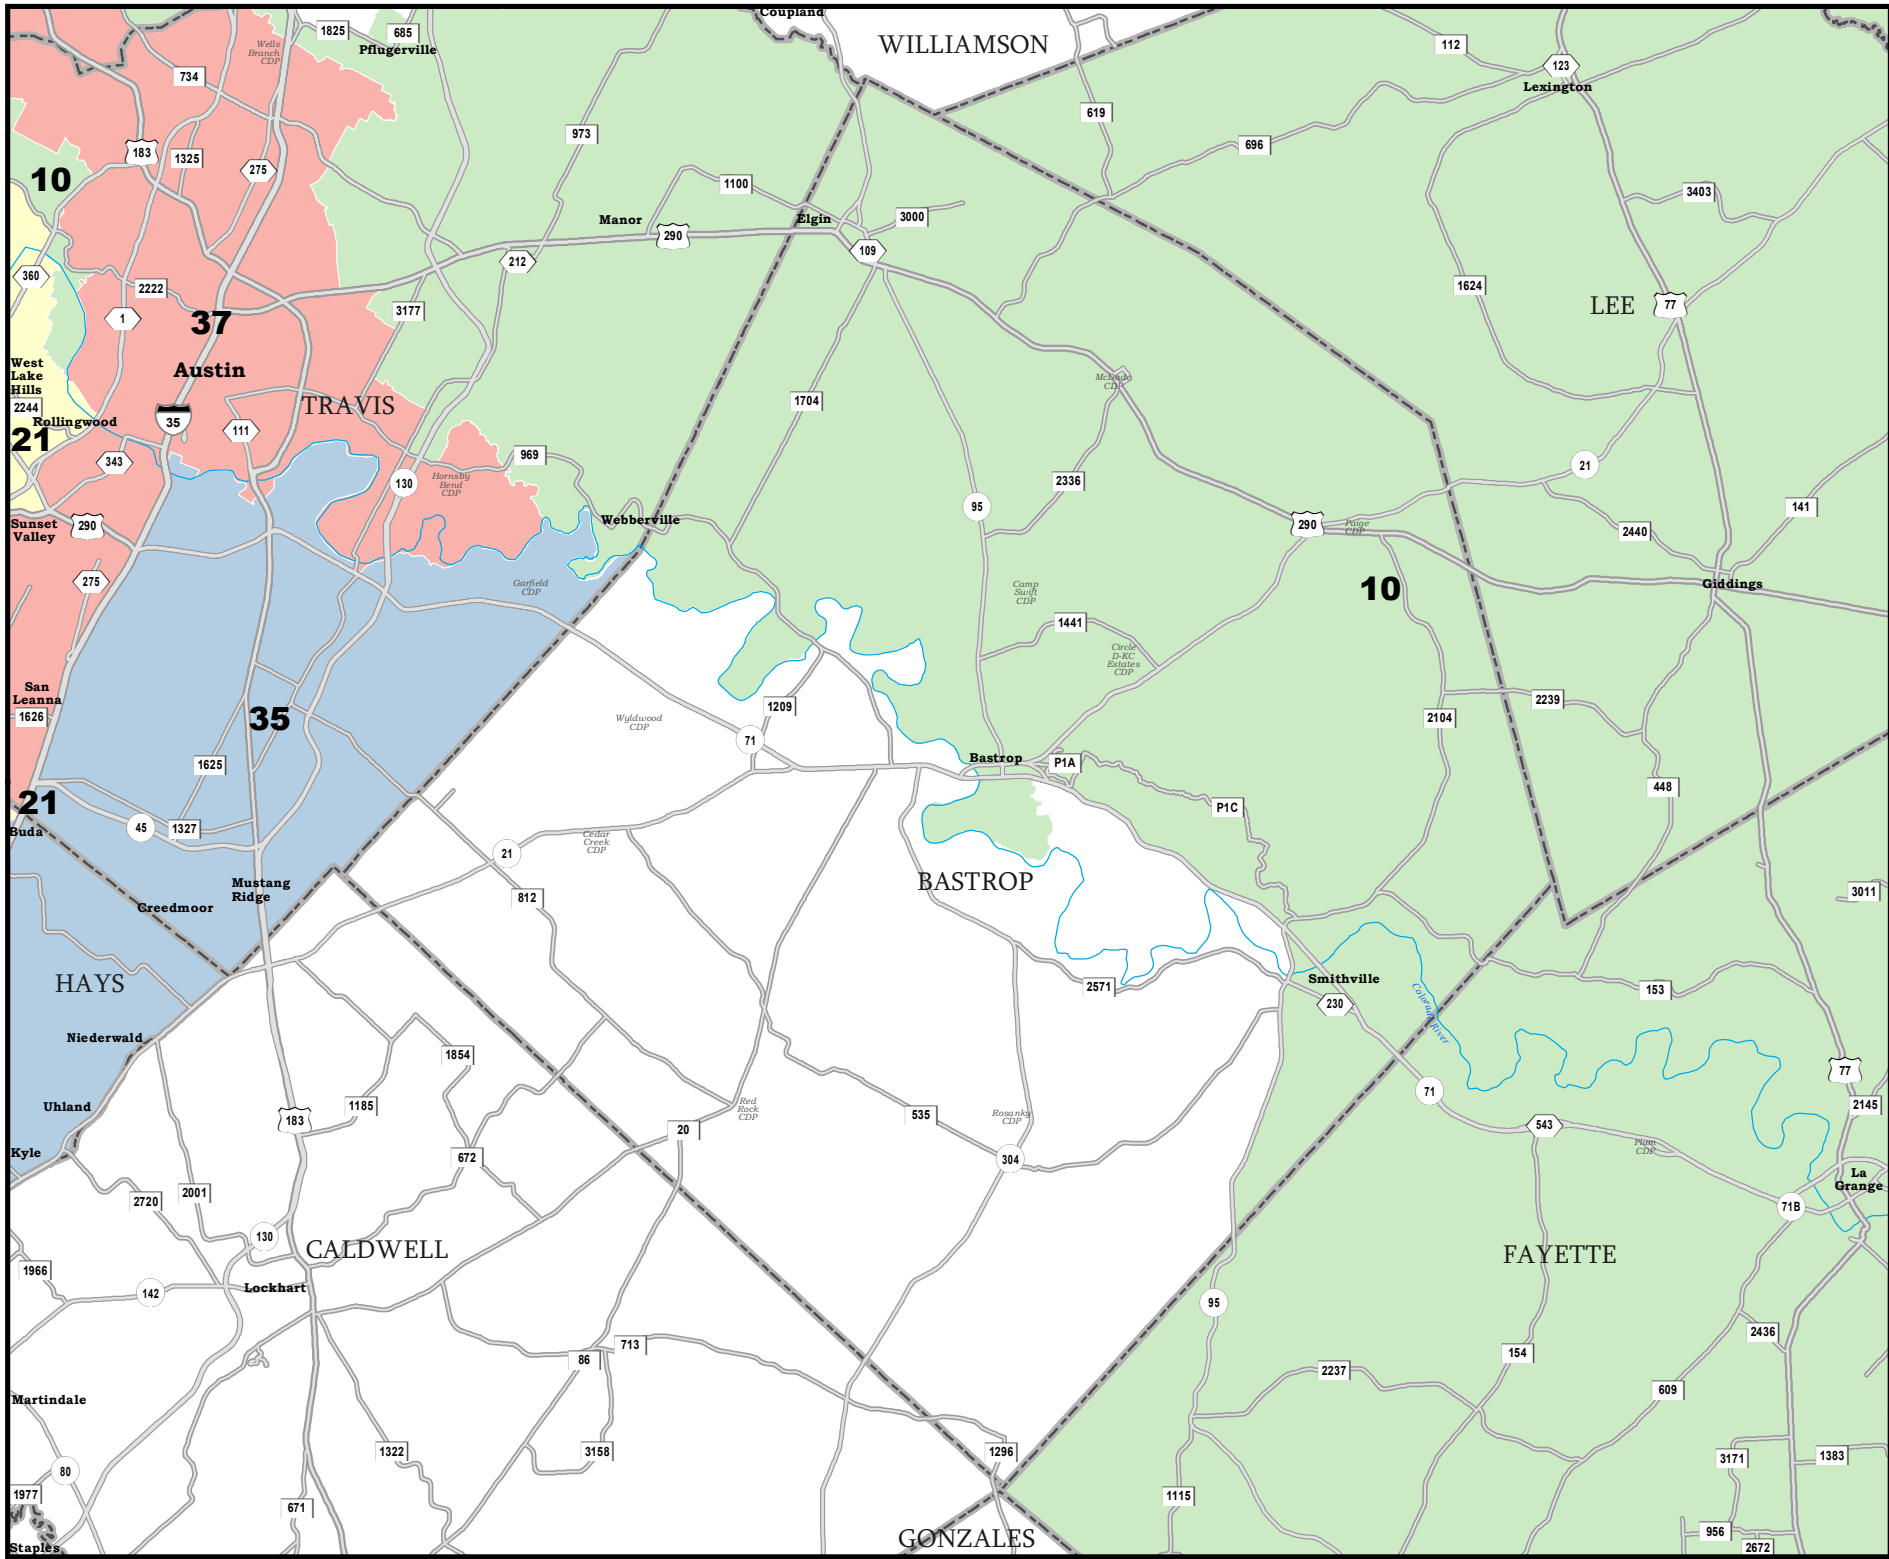 Coupland
WILLIAMSON
1825
685
Pflugerville
Wells
Branch
CDP
734
112
123
Lexington
619
973
696
183
1325
275
10
1100
3403
Manor
Elgin
3000
290
109
212
360
2222
1624
LEE
77
3177
1
37
Austin
West
Lake
Hills
2244
Rollingwood
21
TRAVIS
35
111
343
McDade
CDP
1704
969
130
Hornsby
Bend
CDP
21
2336
95
141
Sunset
Valley
290
Webberville
290
Paige
CDP
2440
275
Garfield
CDP
Camp
Swift
CDP
10
Giddings
1441
Circle
D-KC
Estates
CDP
San
Leanna
1626
35
1209
Wyldwood
CDP
71
2239
2104
1625
Bastrop
P1A
448
P1C
21
Buda
45
1327
21
Cedar
Creek
CDP
Mustang
Ridge
Creedmoor
812
BASTROP
3011
HAYS
2571
Smithville
230
153
Colorado River
Niederwald
1854
77
71
2145
Uhland
1185
183
Red
Rock
CDP
535
Rosanky
CDP
543
20
Kyle
672
304
Plum
CDP
La
Grange
2720
2001
71B
130
CALDWELL
FAYETTE
1966
142
Lockhart
95
2436
86
713
154
2237
609
Martindale
1322
3158
1296
3171
1383
80
1977
671
1115
956
GONZALES
2672
Staples